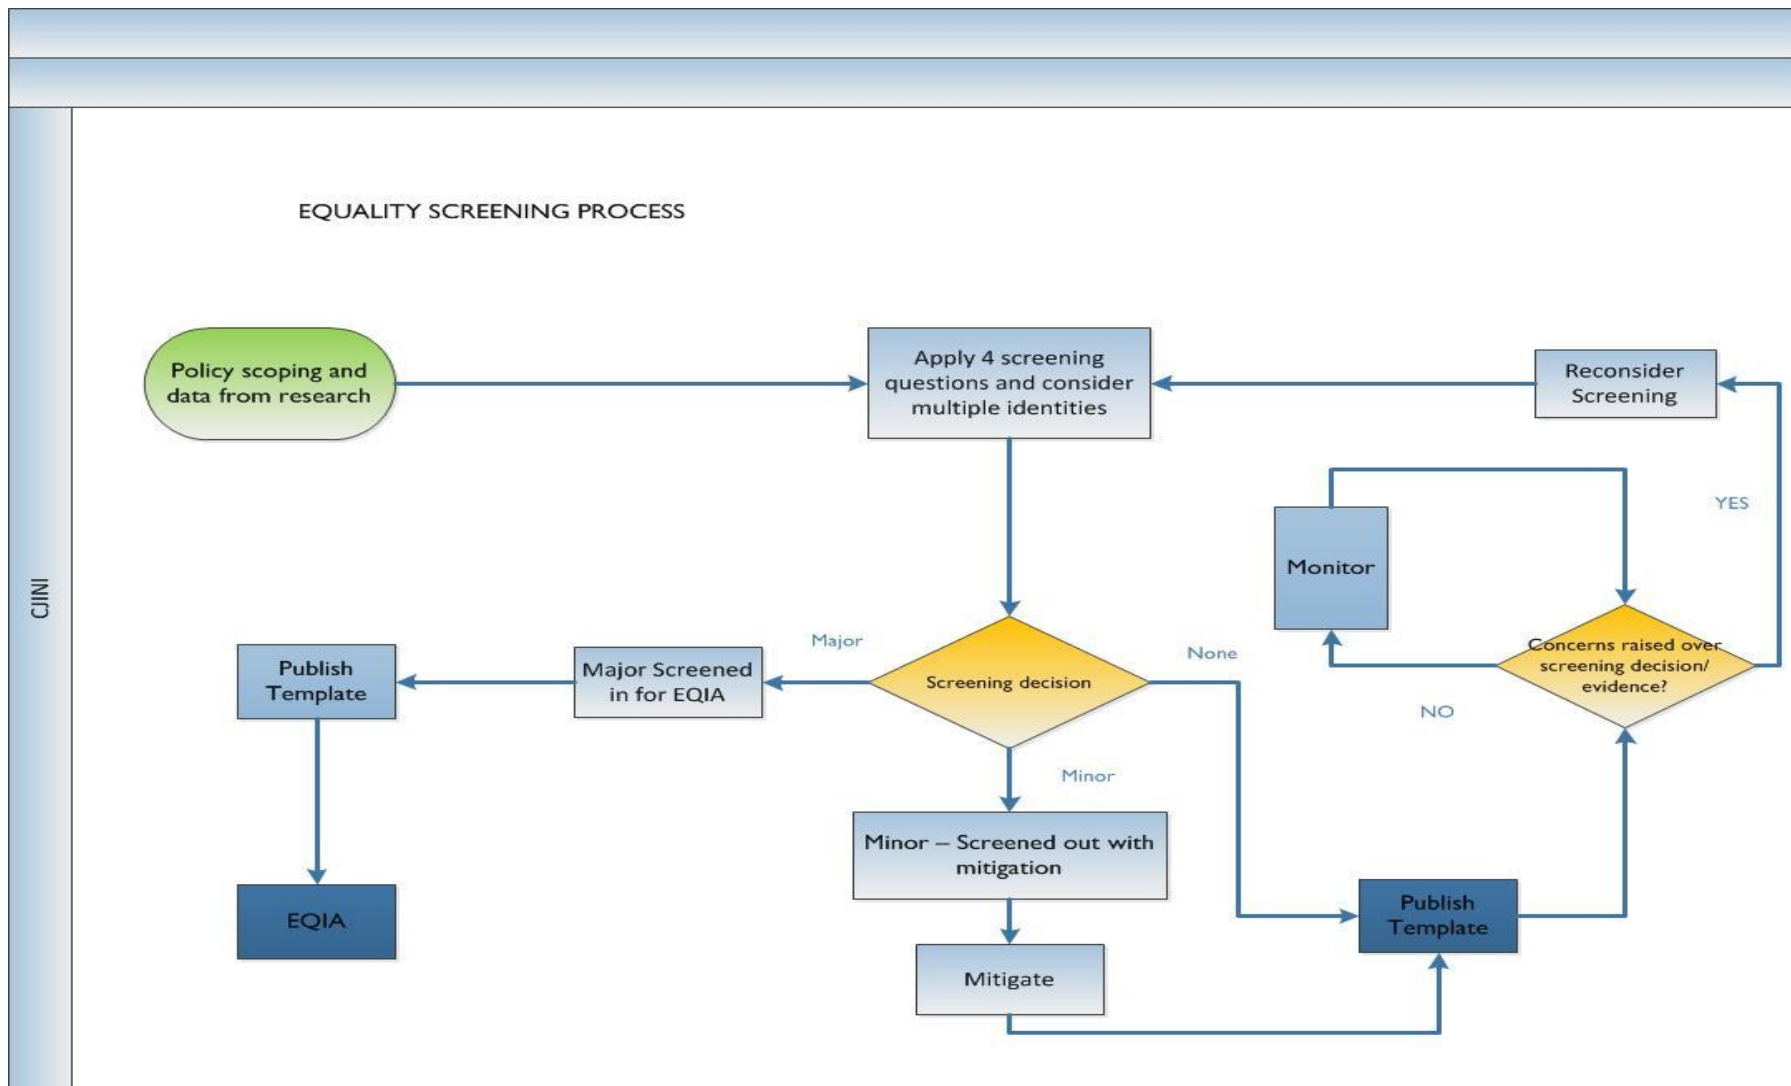 EQUALITY SCREENING PROCESS
Policy scoping and
data from research
Apply 4 screening
questions and consider
multiple identities
Reconsider
Screening
YES
Monitor
CJINI
Concerns raised over
screening decision/
evidence?
NO
Major
None
Publish
Template
Major Screened
in for EQIA
Screening decision
Minor
Minor – Screened out with
mitigation
EQIA
Publish
Template
Mitigate